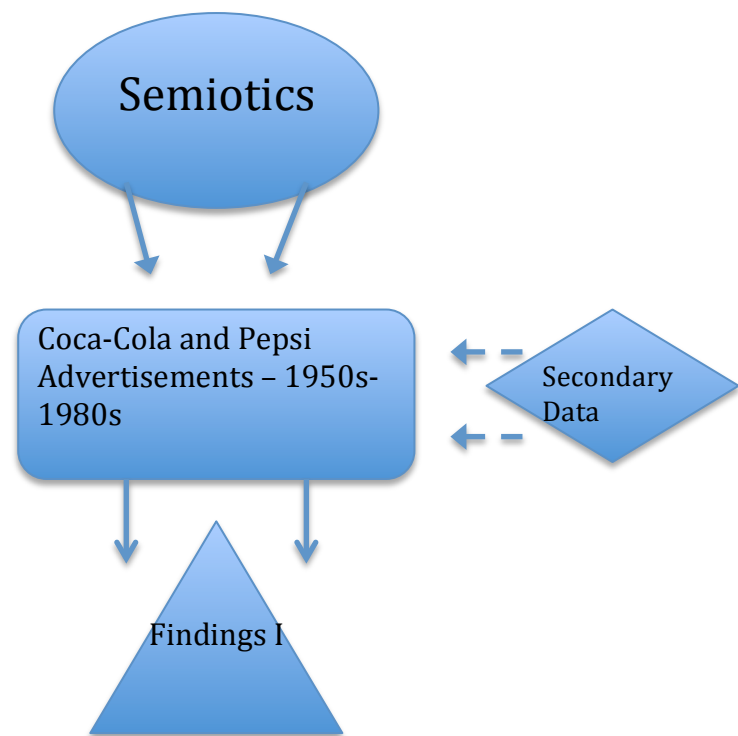 Semiotics
Coca-Cola and Pepsi
Advertisements – 1950s-
1980s
Secondary
Data
Findings I